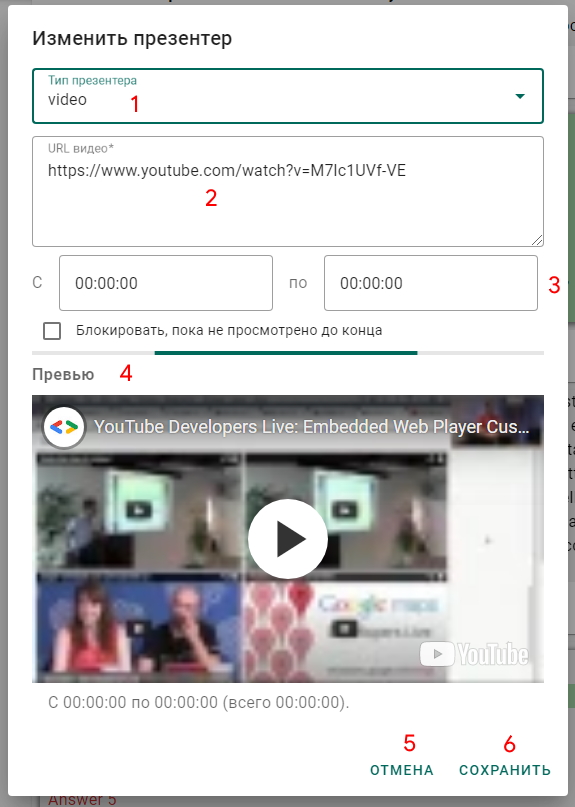 Изменить презентер
Тип презентера
video
1
URL видео*
https://www.youtube.com/watch?v=M7lc1UVf-VE
2
С 00:00:00 по 00:00:00 3
Блокировать, пока не просмотрено до конца
Превью 4
YouTube Developers Live: Embedded Web Player Cus...
Google maps
YouTube
С 00:00:00 по 00:00:00 (всего 00:00:00).
5 6
ОТМЕНА СОХРАНИТЬ
Answer 5